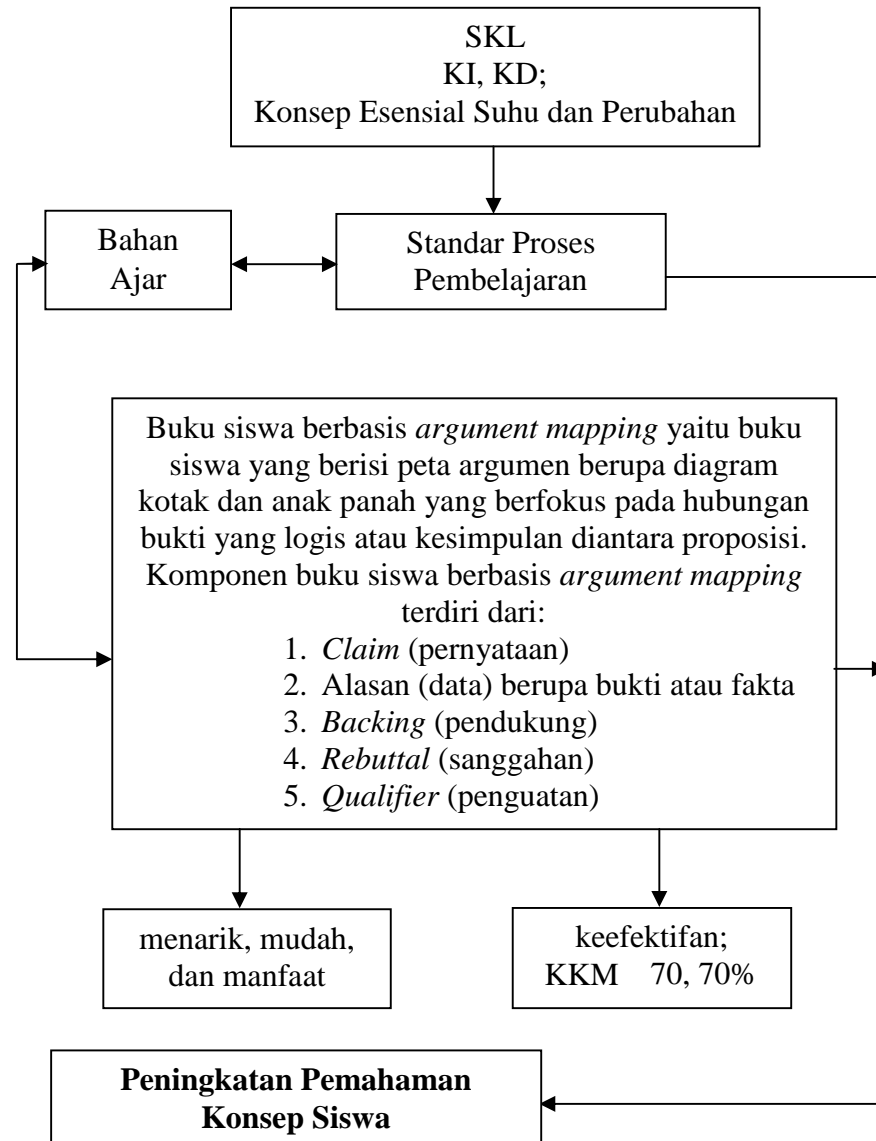 SKL
KI, KD;
Konsep Esensial Suhu dan Perubahan
Bahan
Ajar
Standar Proses
Pembelajaran
Buku siswa berbasis argument mapping yaitu buku
siswa yang berisi peta argumen berupa diagram
kotak dan anak panah yang berfokus pada hubungan
bukti yang logis atau kesimpulan diantara proposisi.
Komponen buku siswa berbasis argument mapping
terdiri dari:
1. Claim (pernyataan)
2. Alasan (data) berupa bukti atau fakta
3. Backing (pendukung)
4. Rebuttal (sanggahan)
5. Qualifier (penguatan)
menarik, mudah,
dan manfaat
keefektifan;
KKM 70, 70%
Peningkatan Pemahaman
Konsep Siswa